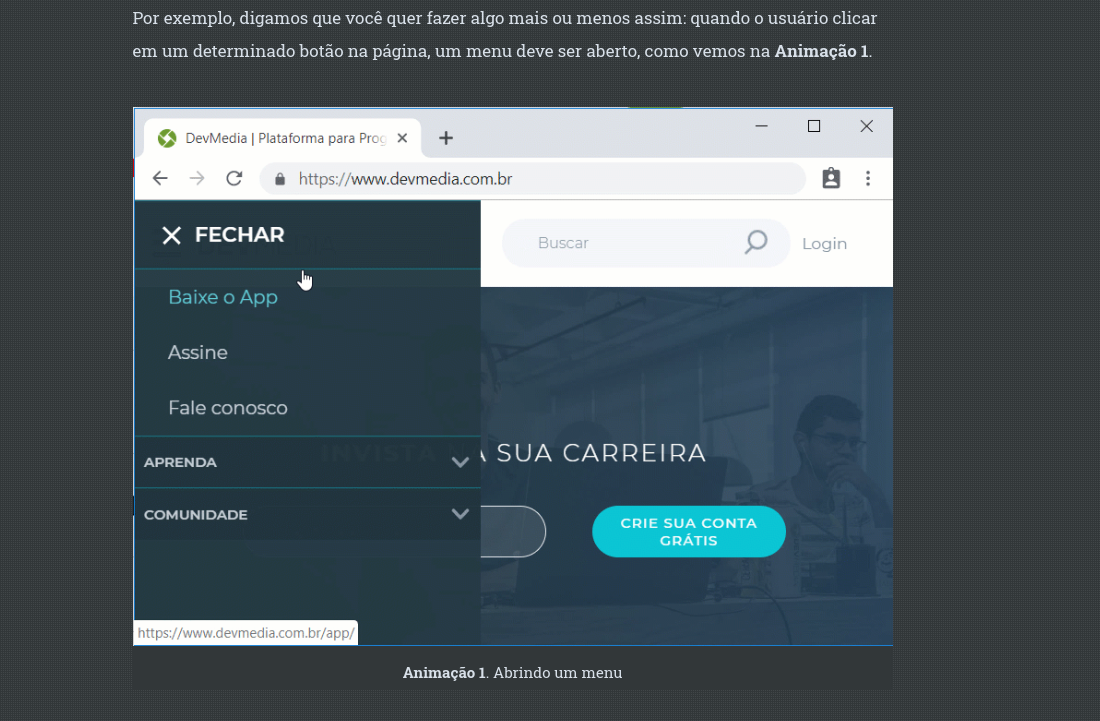 Por exemplo, digamos que você quer fazer algo mais ou menos assim: quando o usuário clicar
em um determinado botão na página, um menu deve ser aberto, como vemos na Animação 1.
DevMedia | Plataforma para Prog
https://www.devmedia.com.br
FECHAR
Buscar
Login
Baixe o App
Assine
Fale conosco
INVISTA NA SUA CARREIRA
APRENDA
COMUNIDADE
CRIE SUA CONTA
GRÁTIS
https://www.devmedia.com.br/app/
Animação 1. Abrindo um menu